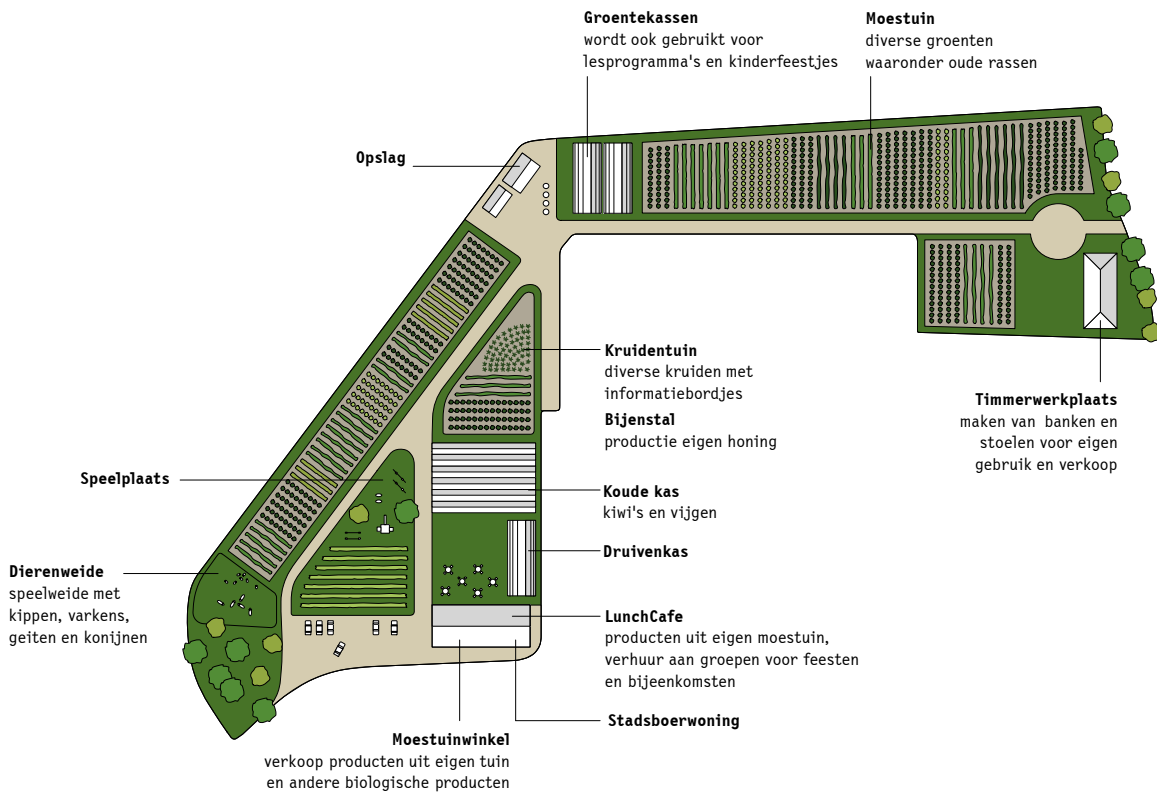 Groentekassen
wordt ook gebruikt voor
lesprogramma's en kinderfeestjes
Moestuin
diverse groenten
waaronder oude rassen
Opslag
Kruidentuin
diverse kruiden met
informatiebordjes
Bijenstal
productie eigen honing
Timmerwerkplaats
maken van banken en
stoelen voor eigen
gebruik en verkoop
Speelplaats
Koude kas
kiwi's en vijgen
Druivenkas
Dierenweide
speelweide met
kippen, varkens,
geiten en konijnen
LunchCafe
producten uit eigen moestuin,
verhuur aan groepen voor feesten
en bijeenkomsten
Stadsboerwoning
Moestuinwinkel
verkoop producten uit eigen tuin
en andere biologische producten